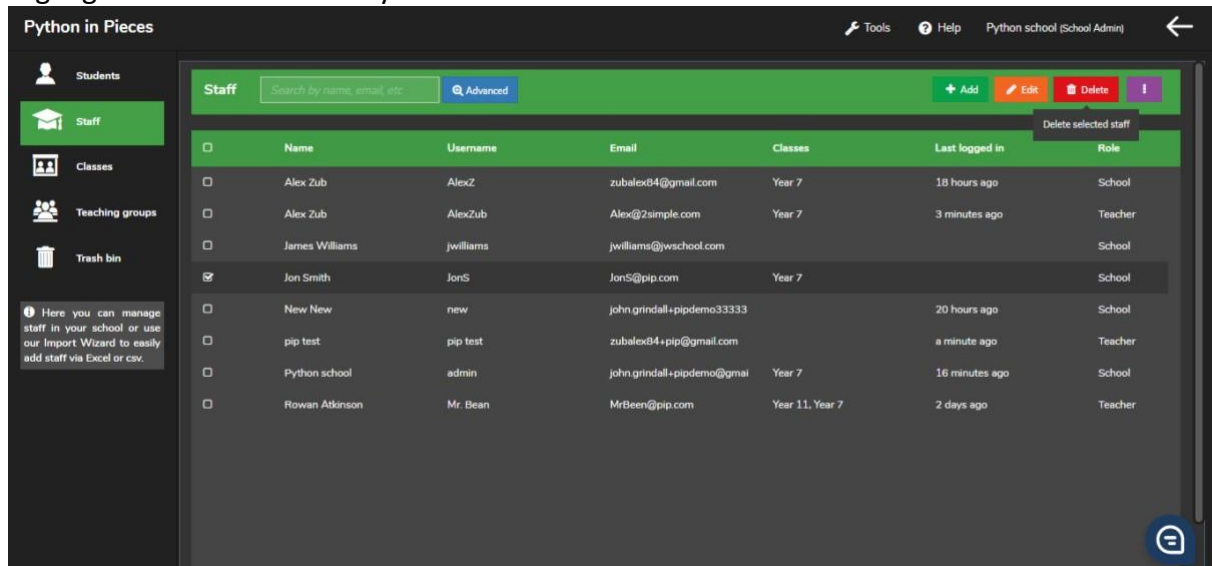 Python in Pieces Tools Help Python school (School Admin)
Students
Staff
Classes
Teaching groups
Trash bin
Here you can manage
staff in your school or use
our Import Wizard to easily
add staff via Excel or csv.
Staff Search by name, email, etc. Advanced + Add Edit Delete
Delete selected staff
Name Username Email Classes Last logged in Role
Alex Zub AlexZ zubalex84@gmail.com Year 7 18 hours ago School
Alex Zub AlexZub Alex@2simple.com Year 7 3 minutes ago Teacher
James Williams jwilliams jwilliams@jwschool.com School
Jon Smith JonS JonS@pip.com Year 7 School
New New new john.grindall+pipdemo33333 20 hours ago School
pip test pip test zubalex84+pip@gmail.com a minute ago Teacher
Python school admin john.grindall+pipdemo@gmai Year 7 16 minutes ago School
Rowan Atkinson Mr. Bean MrBeen@pip.com Year 11, Year 7 2 days ago Teacher